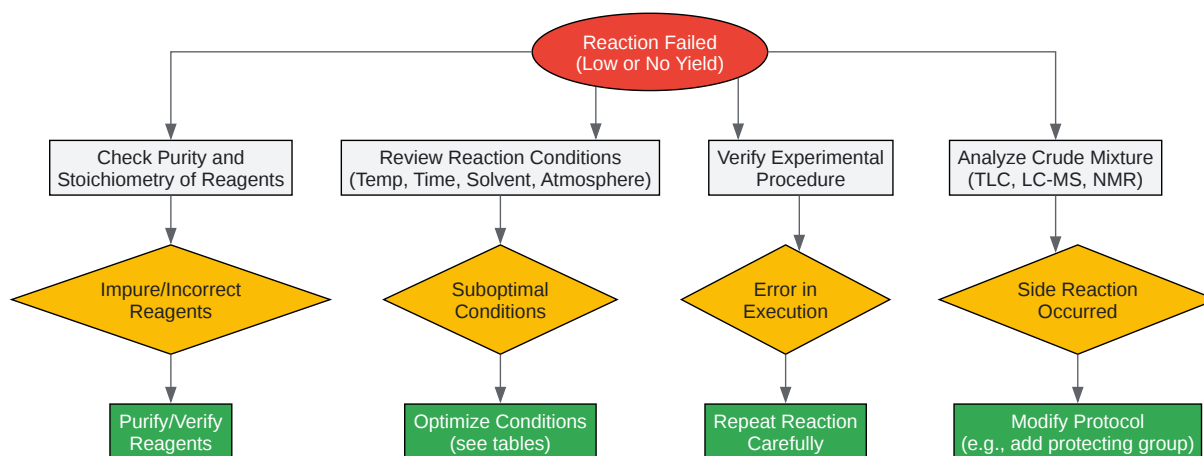 Reaction Failed
(Low or No Yield)
Check Purity and
Stoichiometry of Reagents
Review Reaction Conditions
(Temp, Time, Solvent, Atmosphere)
Verify Experimental
Procedure
Analyze Crude Mixture
(TLC, LC-MS, NMR)
Impure/Incorrect
Reagents
Suboptimal
Conditions
Error in
Execution
Side Reaction
Occurred
Purify/Verify
Reagents
Optimize Conditions
(see tables)
Repeat Reaction
Carefully
Modify Protocol
(e.g., add protecting group)